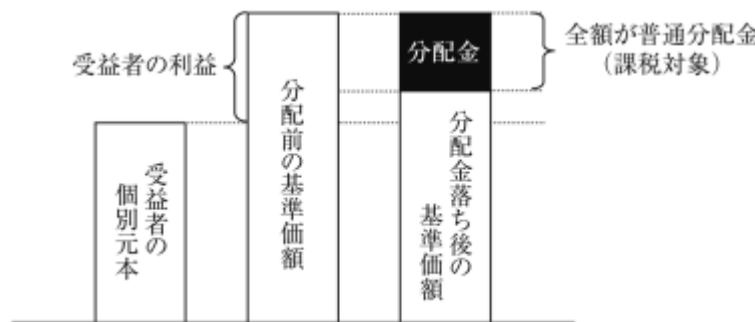 受益者の利益
受益者の
個別元本
分配前の基準価額
分配金
分配金落ち後の
基準価額
全額が普通分配金
(課税対象)